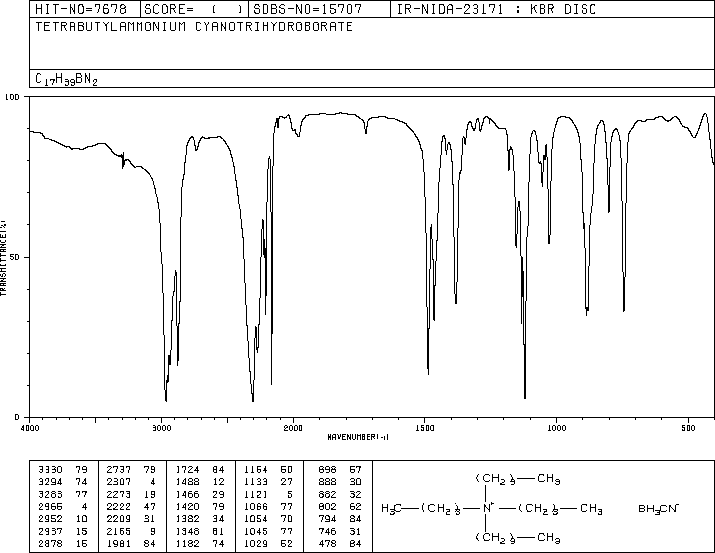 HIT-NO=7678 SCORE= ( ) SDBS-NO=15707 IR-NIDA-23171 : KBR DISC
TETRABUTYLAMMONIUM CYANOTRIHYDROBORATE
C17H39BN2
100
50
0
TRANSMITTANCE(%)
4000 3000 2000 1500 1000 500
WAVENUMBER(-1)
3330 79 2737 79 1724 84 1154 50 898 57
3294 74 2307 4 1488 12 1133 27 888 30
3283 77 2273 19 1466 29 1121 5 882 32
2965 4 2222 47 1420 79 1066 77 802 62
2952 10 2209 31 1382 34 1054 70 794 84
2937 15 2165 9 1348 81 1045 77 746 31
2878 15 1981 84 1182 74 1029 52 478 84
(CH2)3—CH3
H3C—(CH2)3—N+—(CH2)3—CH3 BH3CN-
(CH2)3—CH3